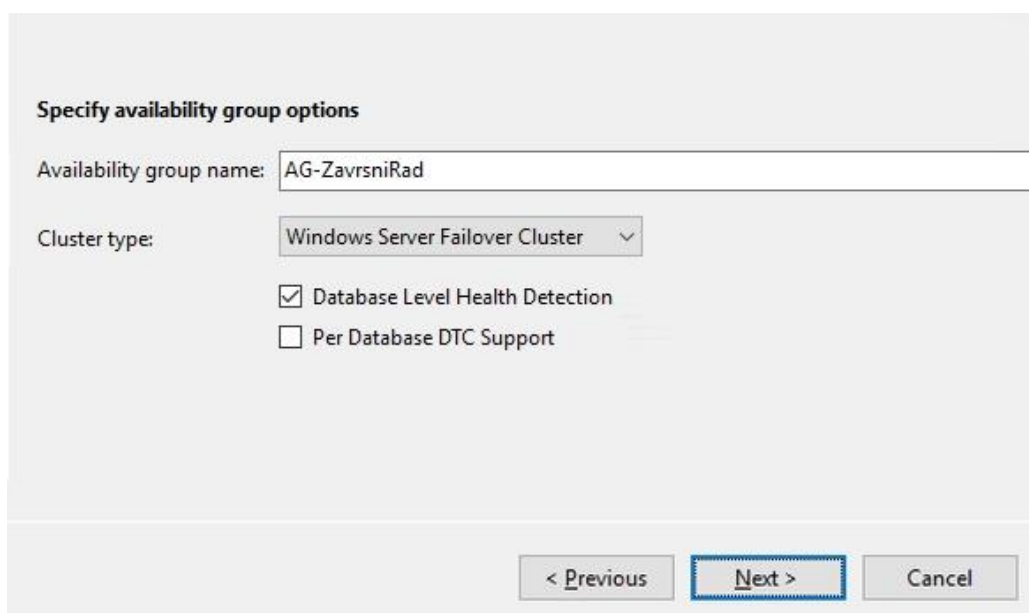 Specify availability group options
Availability group name: AG-ZavrsniRad
Cluster type: Windows Server Failover Cluster
Database Level Health Detection
Per Database DTC Support
< Previous Next > Cancel